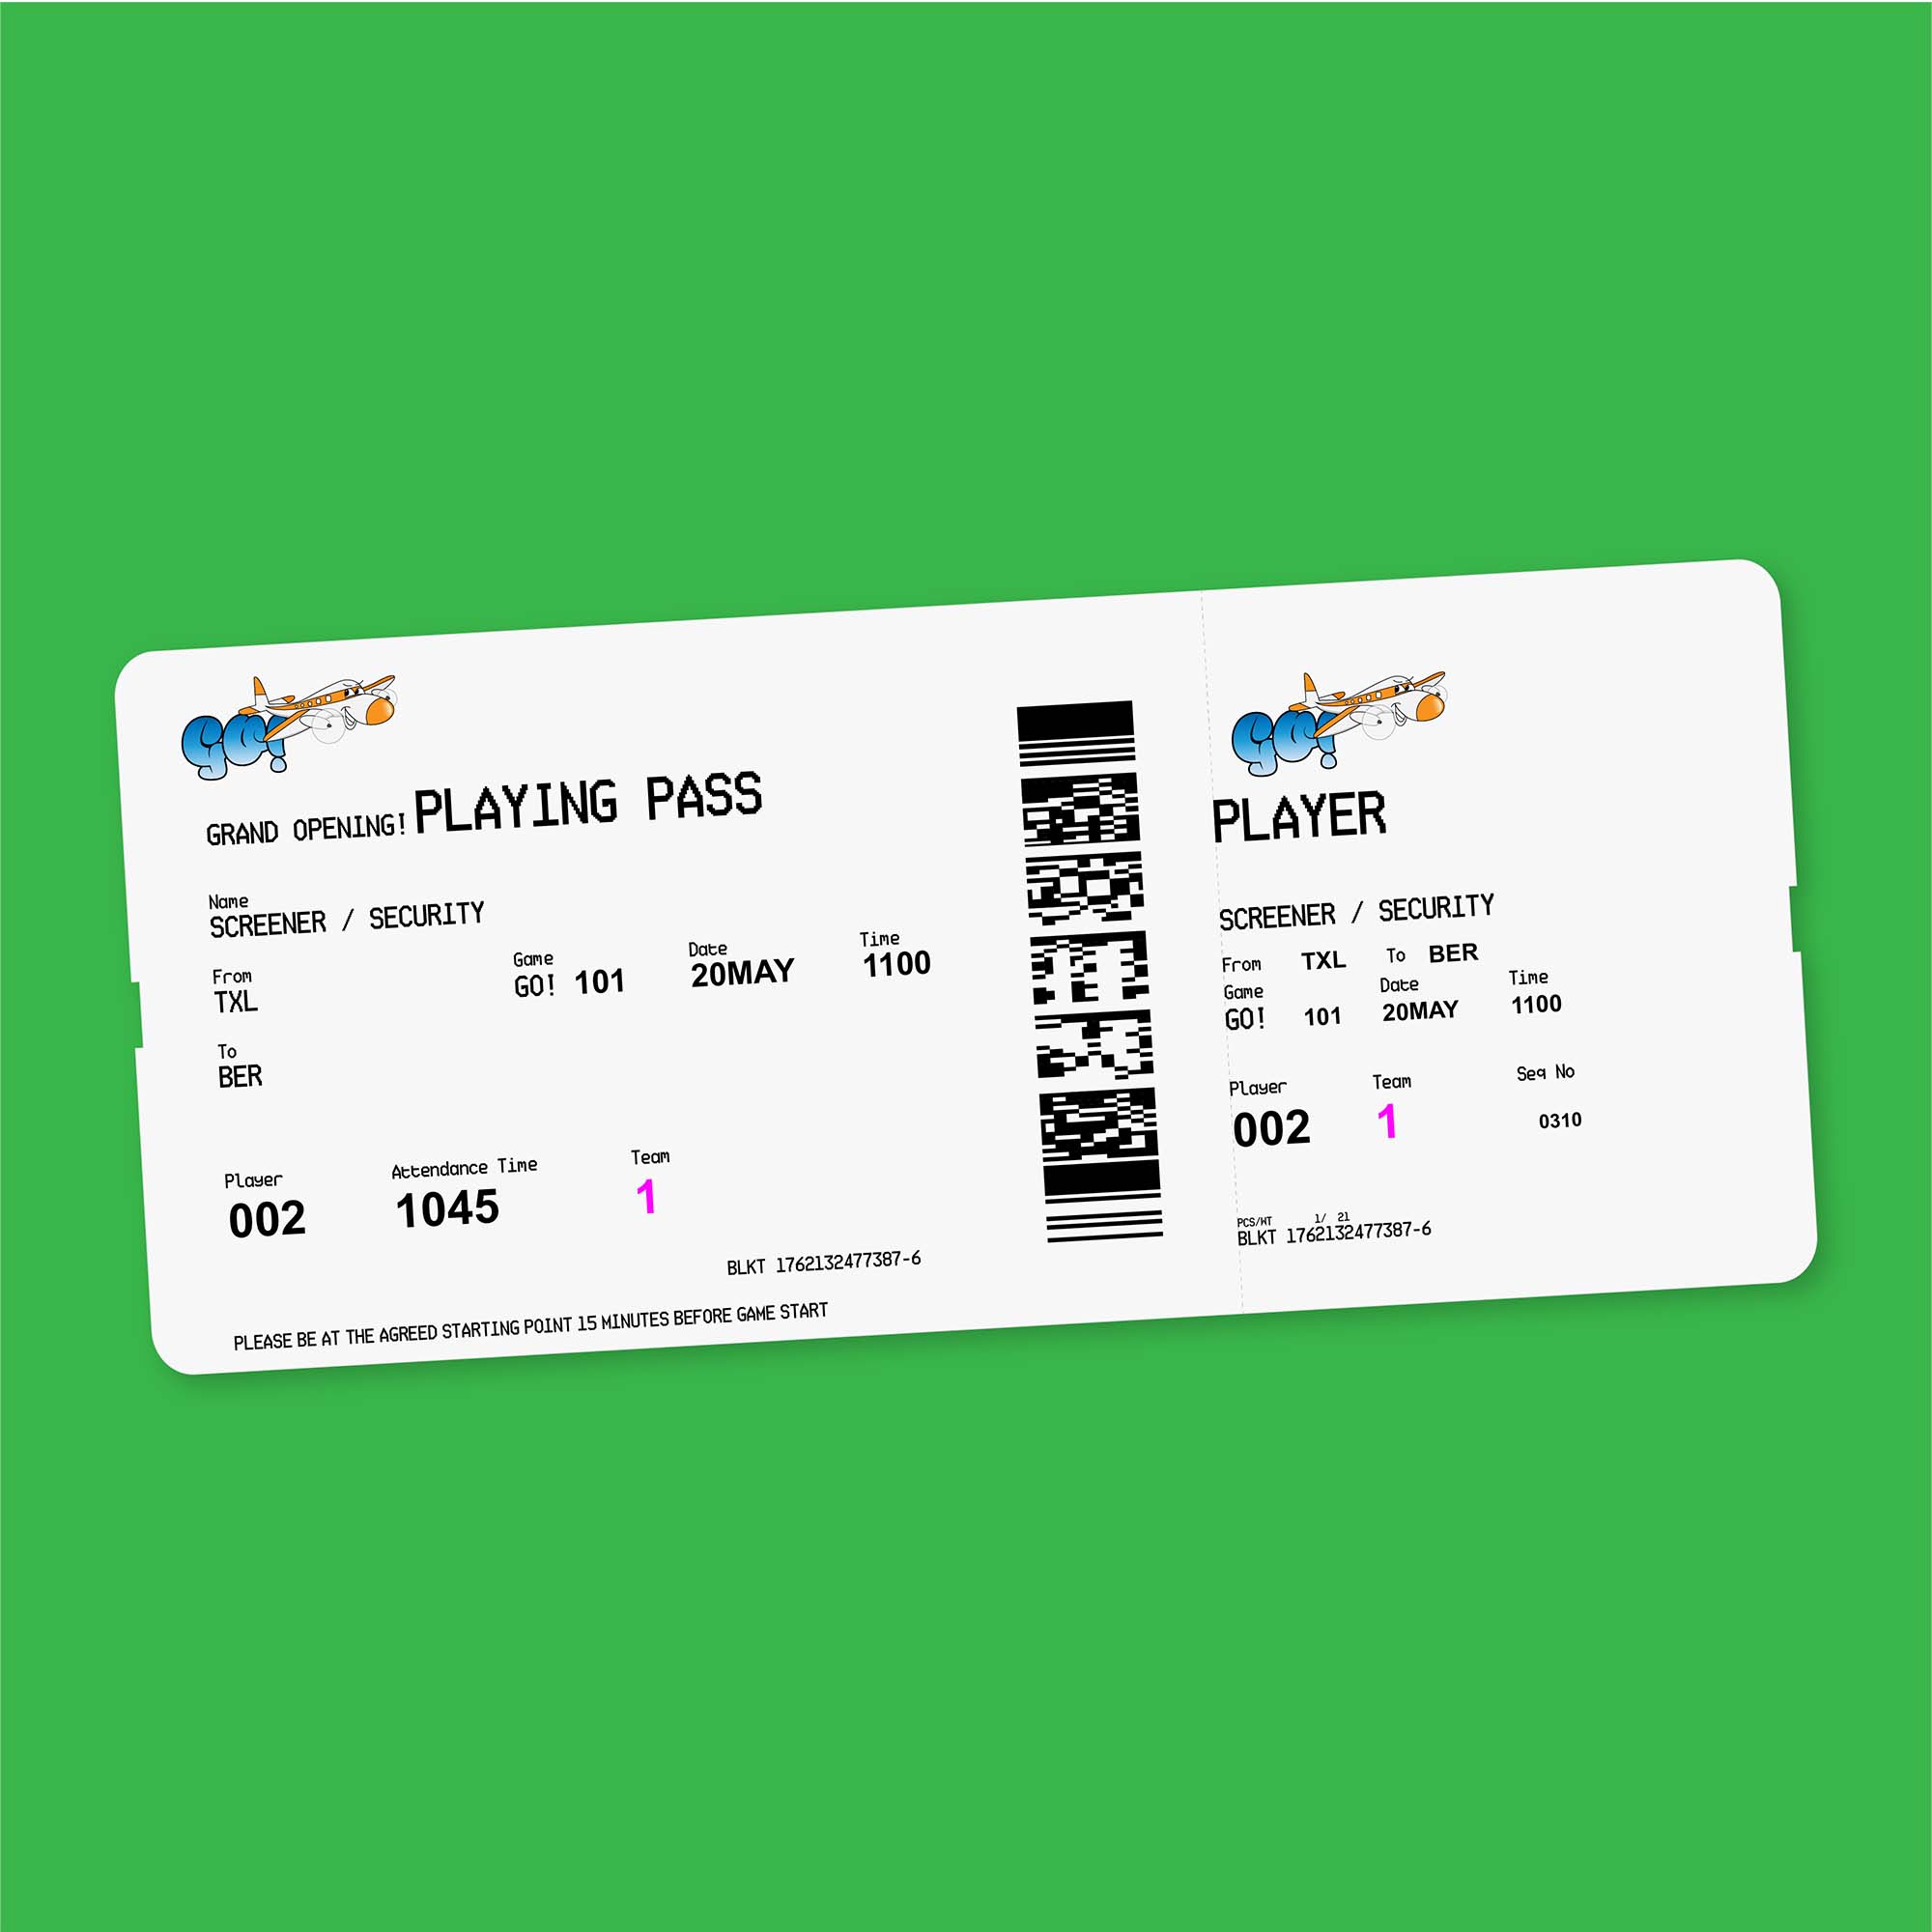 go!
GRAND OPENING! PLAYING PASS
Name
SCREENER / SECURITY
From
TXL
Game Date Time
GO! 101 20MAY 1100
To
BER
Player Attendance Time Team
002 1045 1
BLKT 1762132477387-6
PLEASE BE AT THE AGREED STARTING POINT 15 MINUTES BEFORE GAME START
go!
PLAYER
SCREENER / SECURITY
From TXL To BER
Game Date Time
GO! 101 20MAY 1100
Player Team Seq No
002 1 0310
PCS/WT 1/ 21
BLKT 1762132477387-6